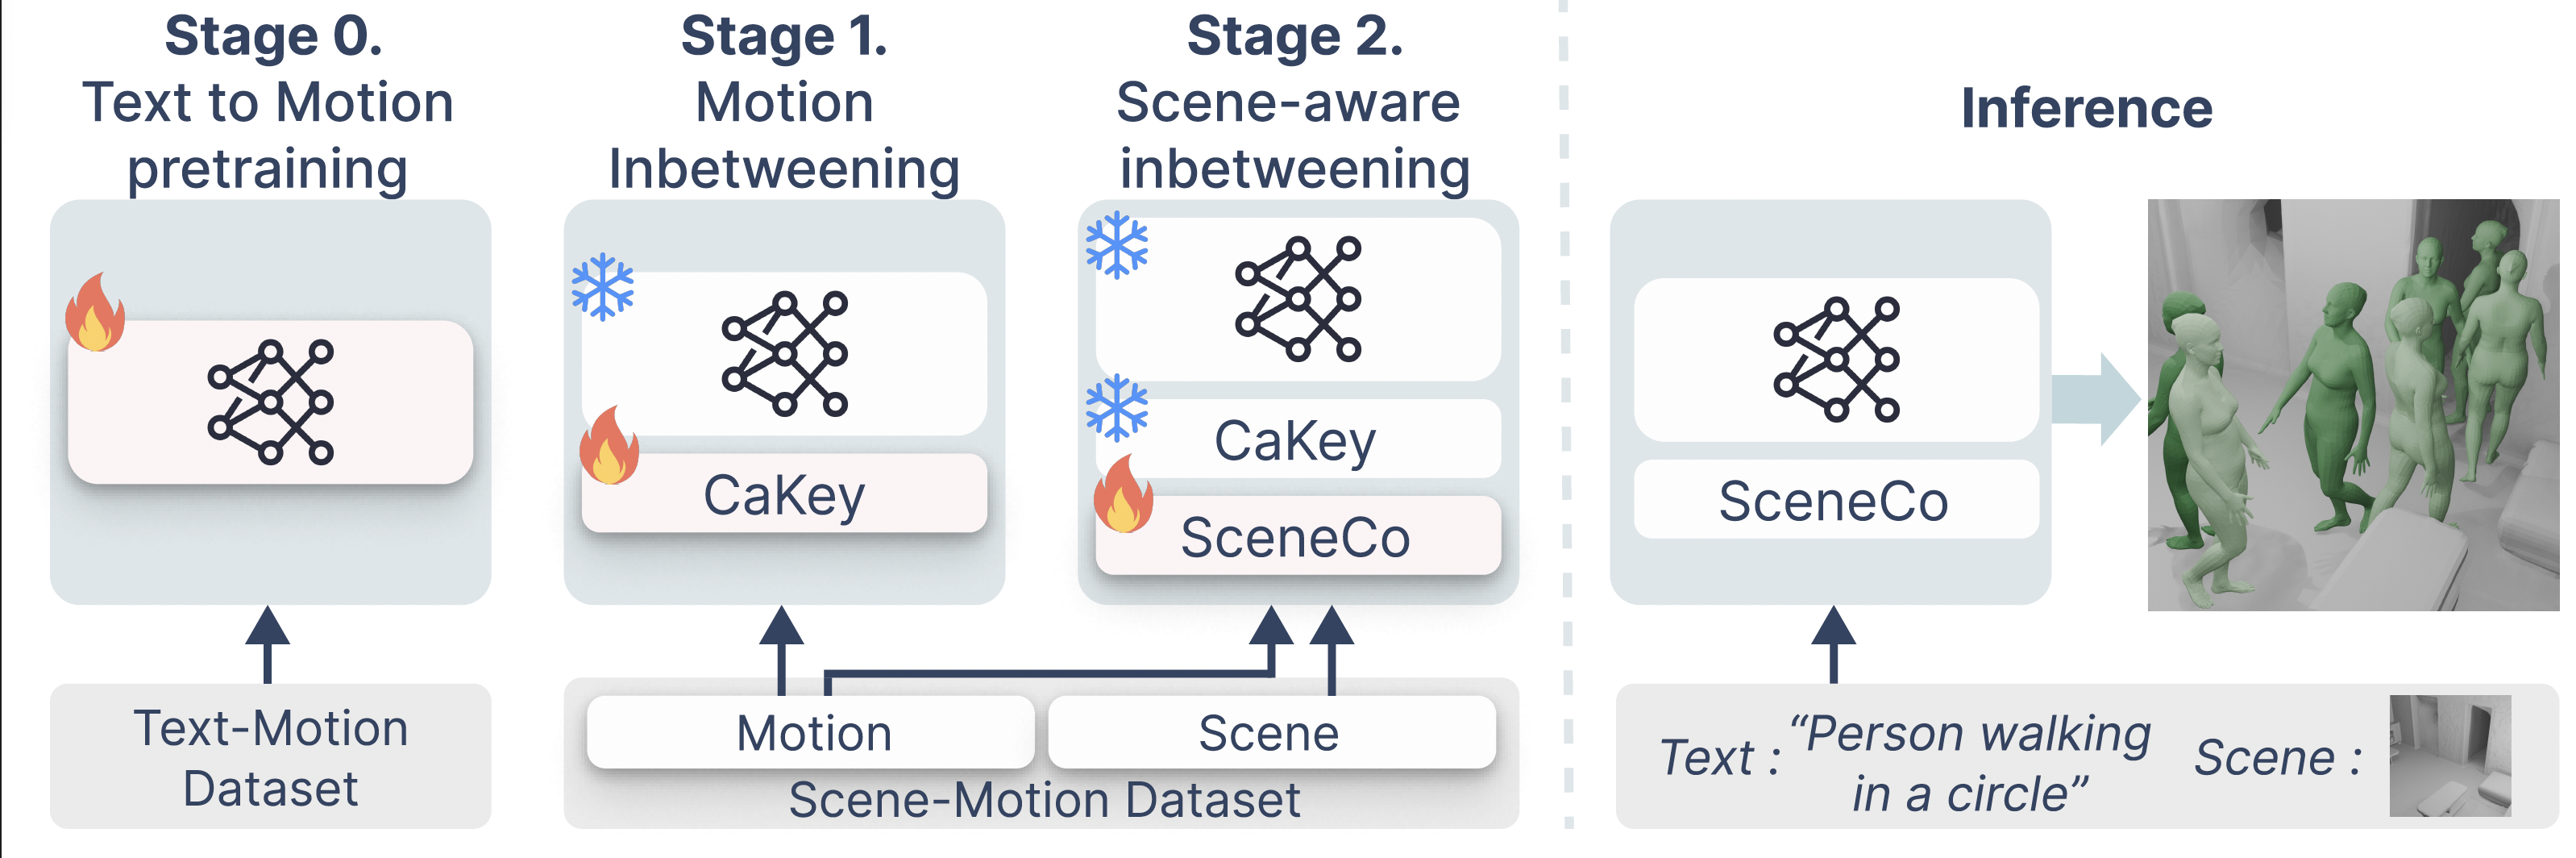 Stage 0.
Text to Motion
pretraining
Text-Motion
Dataset
Stage 1.
Motion
Inbetweening
CaKey
Stage 2.
Scene-aware
inbetweening
CaKey
SceneCo
Motion
Scene
Scene-Motion Dataset
Inference
SceneCo
Text : “Person walking
in a circle”
Scene :